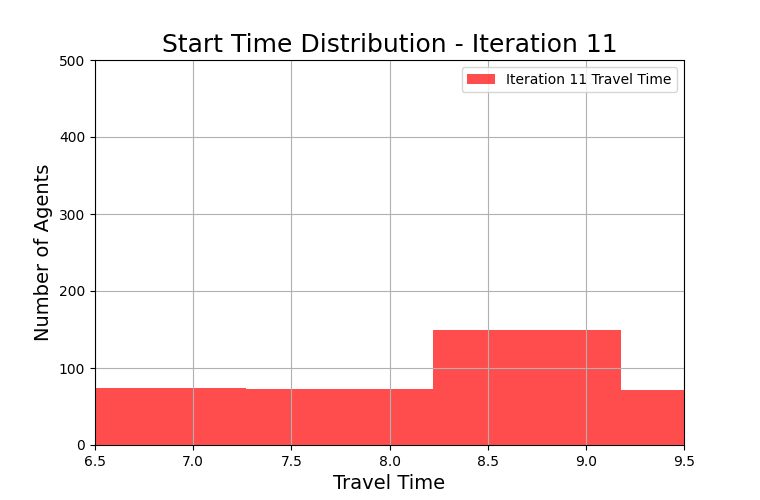 Start Time Distribution - Iteration 11
Iteration 11 Travel Time
Number of Agents
500
400
300
200
100
0
6.5 7.0 7.5 8.0 8.5 9.0 9.5
Travel Time